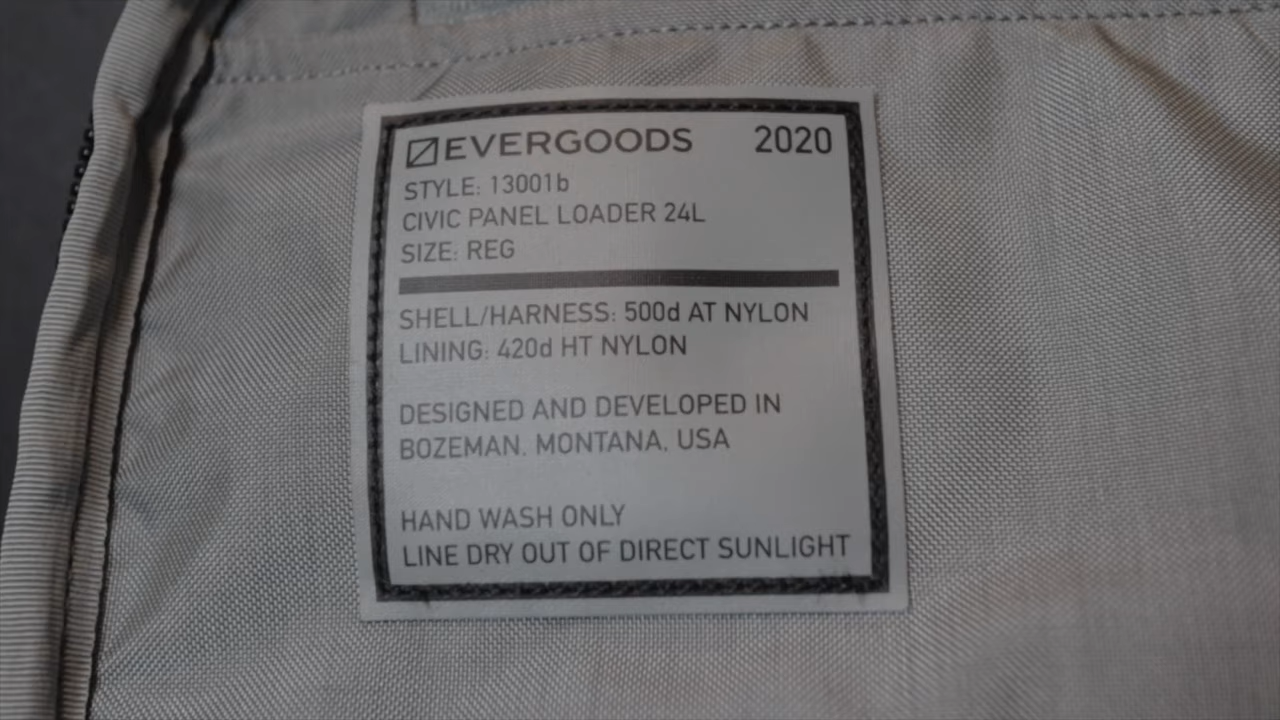 EVERGOODS 2020
STYLE: 13001b
CIVIC PANEL LOADER 24L
SIZE: REG
SHELL/HARNESS: 500d AT NYLON
LINING: 420d HT NYLON
DESIGNED AND DEVELOPED IN
BOZEMAN, MONTANA, USA
HAND WASH ONLY
LINE DRY OUT OF DIRECT SUNLIGHT